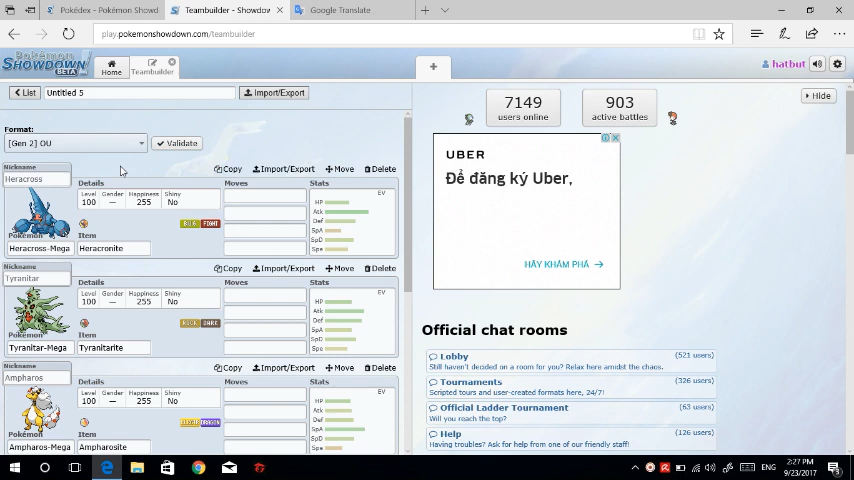 Pokédex - Pokémon Showd
Teambuilder - Showdow
Google Translate
play.pokemonshowdown.com/teambuilder
Pokémon
SHOWDOWN
BETA
Home
Teambuilder
hatbut
List
Untitled 5
Import/Export
7149
users online
903
active battles
Hide
Format:
[Gen 2] OU
Validate
UBER
Để đăng ký Uber,
HÃY KHÁM PHÁ
Nickname
Heracross
Copy Import/Export Move Delete
Details
Moves
Stats
EV
Level Gender Happiness Shiny
100 — 255 No
HP
Atk
Def
SpA
SpD
Spe
BUG FIGHT
Pokémon
Item
Heracross-Mega
Heracronite
Nickname
Tyranitar
Copy Import/Export Move Delete
Details
Moves
Stats
EV
Level Gender Happiness Shiny
100 — 255 No
HP
Atk
Def
SpA
SpD
Spe
ROCK DARK
Pokémon
Item
Tyranitar-Mega
Tyranitarite
Nickname
Ampharos
Copy Import/Export Move Delete
Details
Moves
Stats
EV
Level Gender Happiness Shiny
100 — 255 No
HP
Atk
Def
SpA
SpD
Spe
DRAGON
Pokémon
Item
Ampharos-Mega
Ampharosite
Official chat rooms
Lobby
(521 users)
Still haven't decided on a room for you? Relax here amidst the chaos.
Tournaments
(326 users)
Scripted tours and user-created formats here, 24/7!
Official Ladder Tournament
(63 users)
Will you reach the top?
Help
(126 users)
Having troubles? Ask for help from one of our friendly staff!
ENG
2:27 PM
9/23/2017